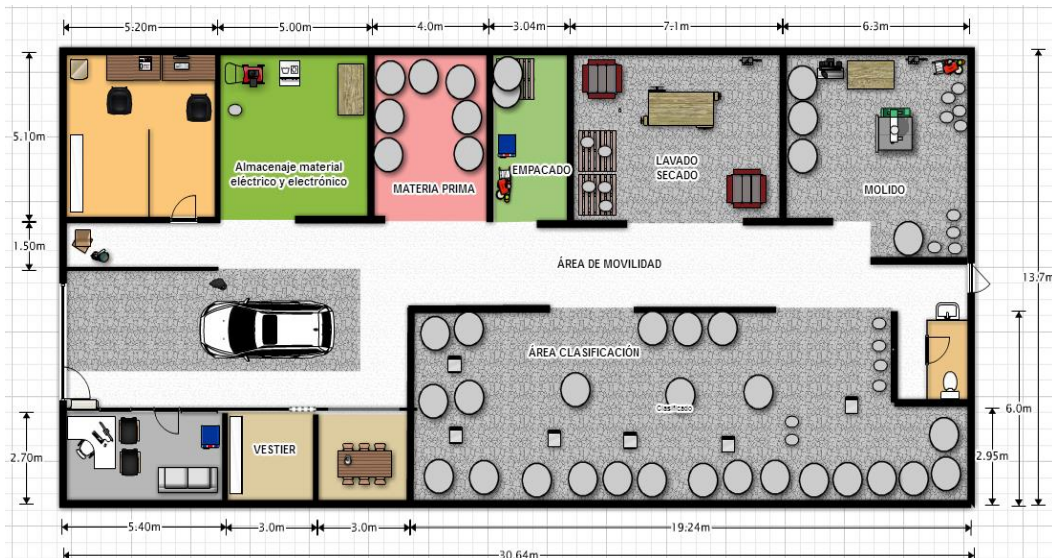 5.20m
5.00m
4.0m
3.04m
7.1m
6.3m
5.10m
Almacenaje material
eléctrico y electrónico
MATERIA PRIMA
EMPACADO
LAVADO
SECADO
MOLIDO
1.50m
ÁREA DE MOVILIDAD
13.7m
ÁREA CLASIFICACIÓN
Clasificado
6.0m
2.70m
VESTIER
2.95m
5.40m
3.0m
3.0m
19.24m
30.64m